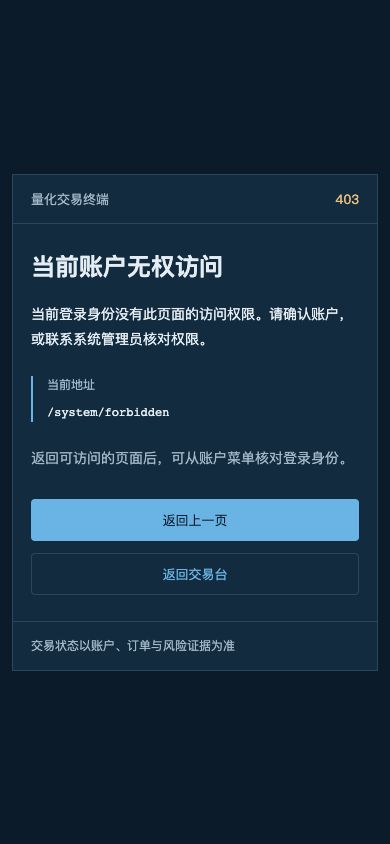 量化交易终端
403
当前账户无权访问
当前登录身份没有此页面的访问权限。请确认账户，
或联系系统管理员核对权限。
当前地址
/system/forbidden
返回可访问的页面后，可从账户菜单核对登录身份。
返回上一页
返回交易台
交易状态以账户、订单与风险证据为准